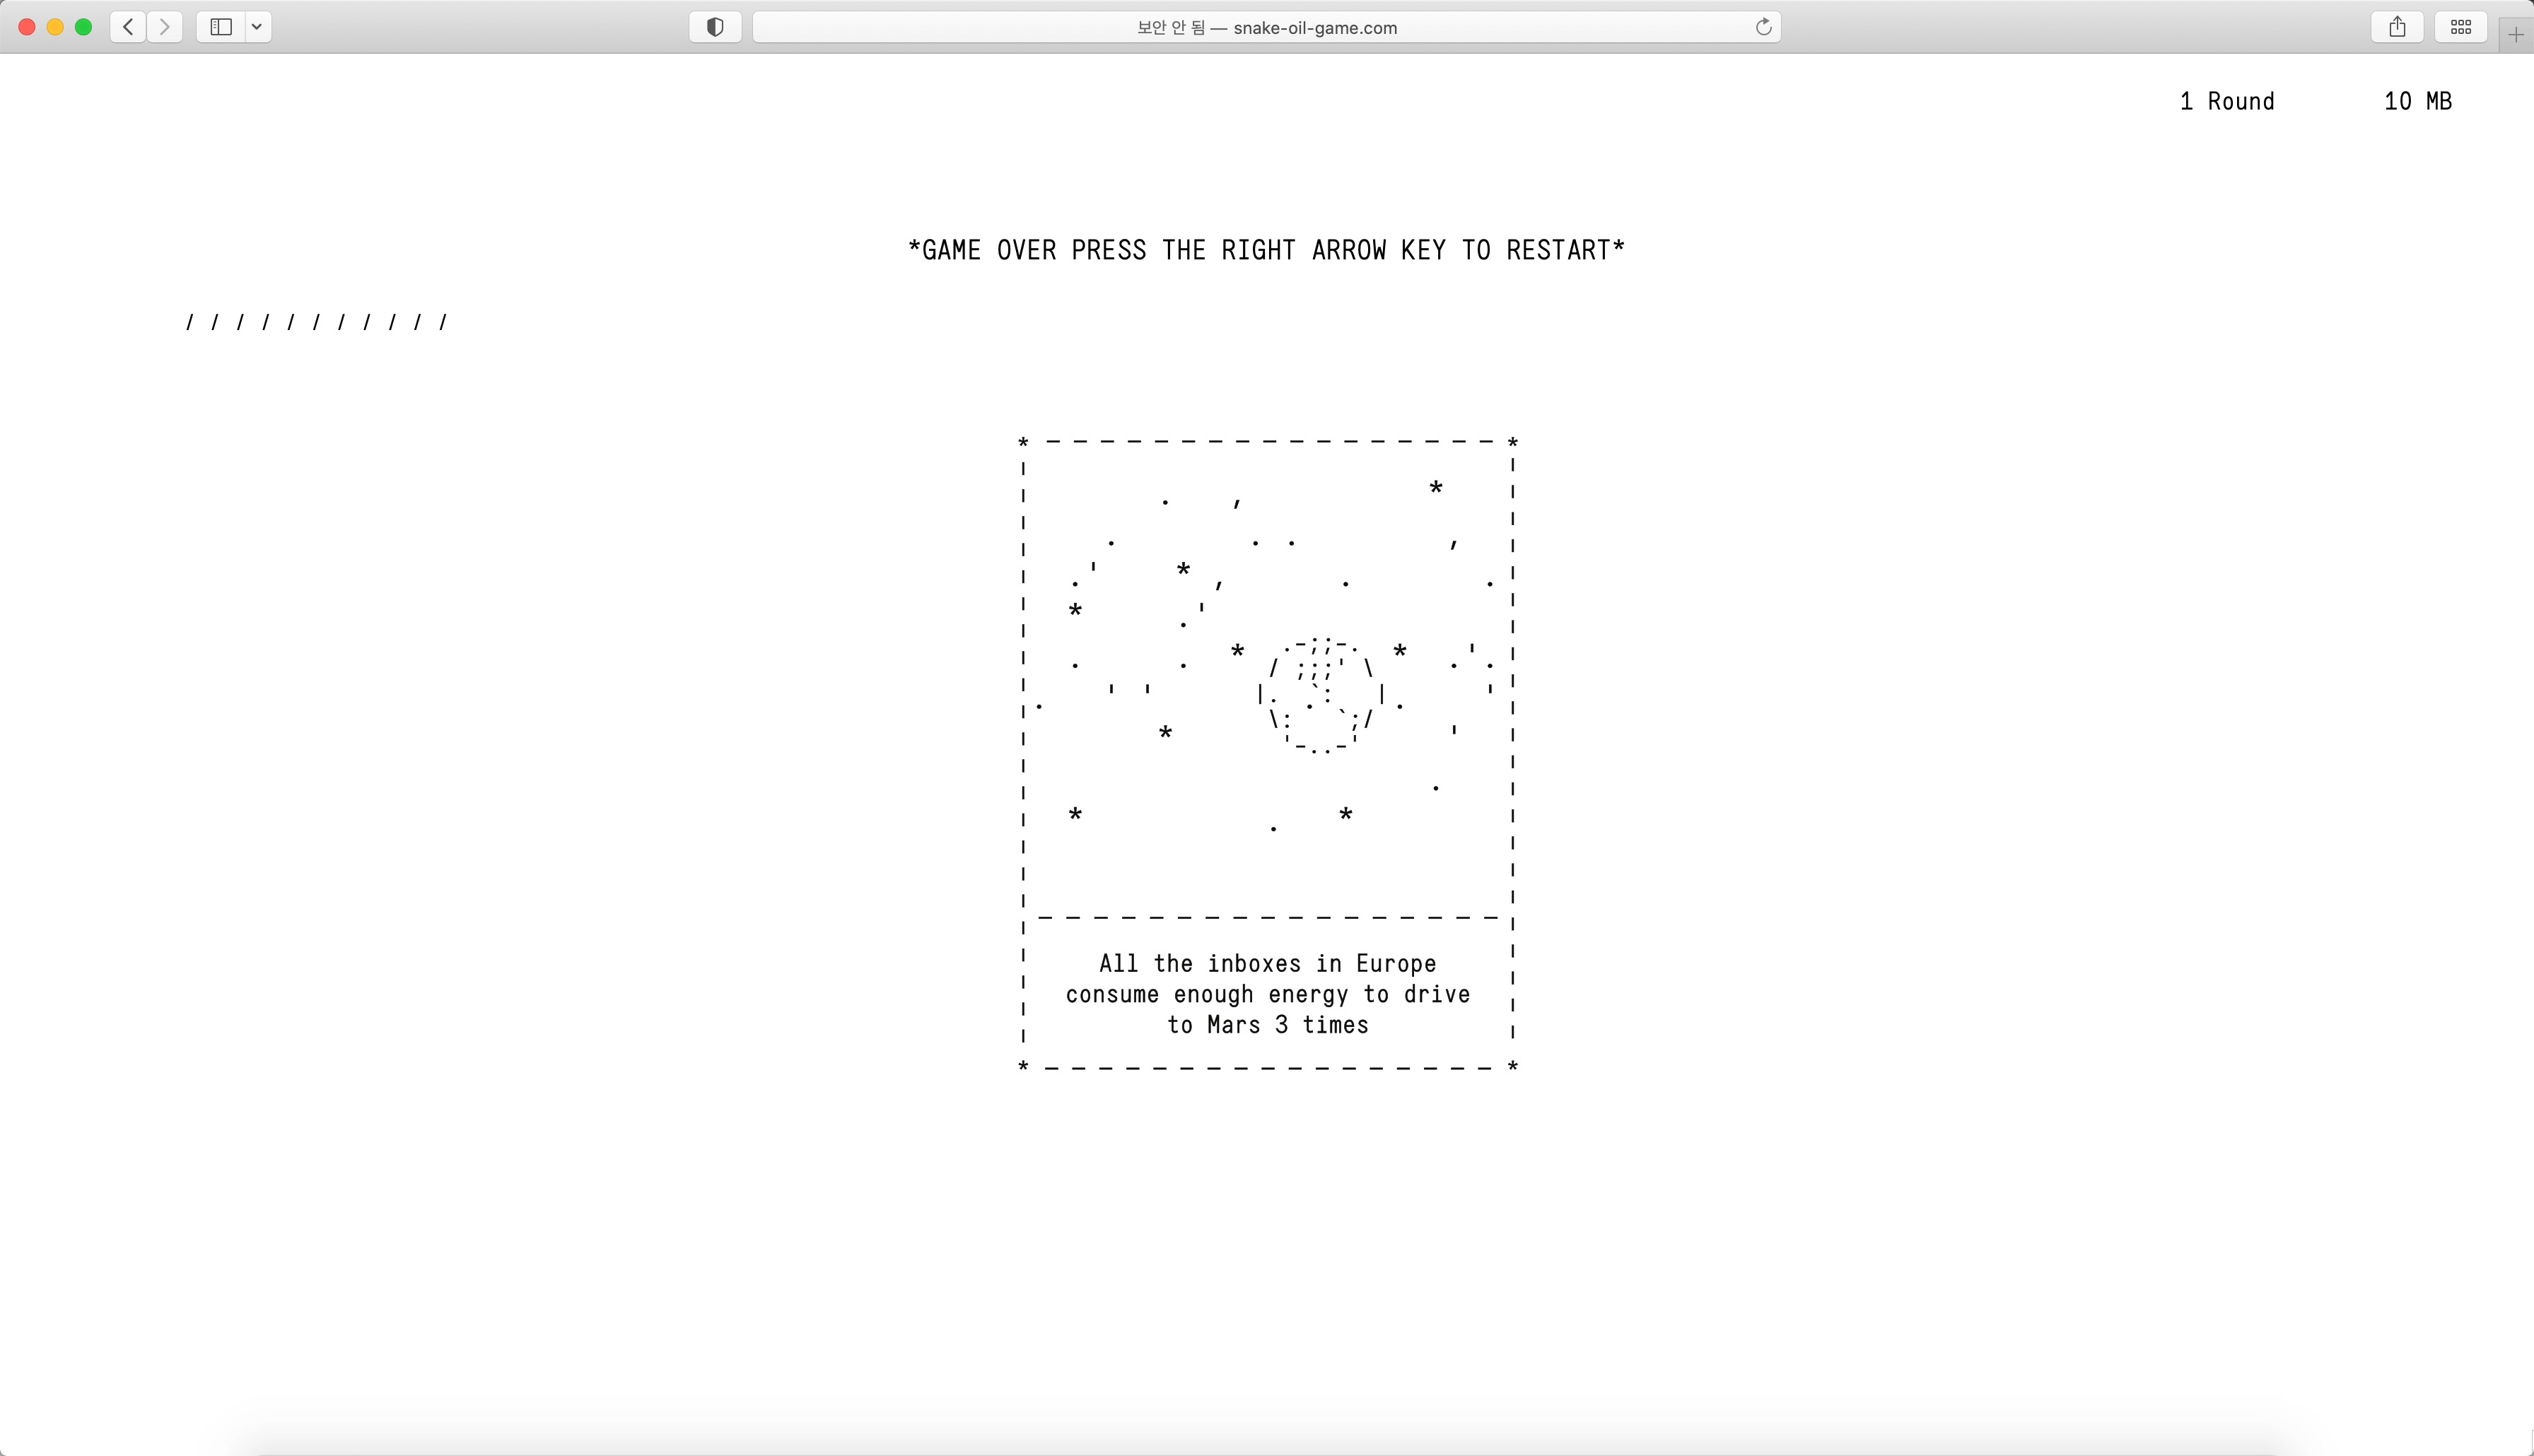 보안 안 됨 — snake-oil-game.com
1 Round 10 MB
*GAME OVER PRESS THE RIGHT ARROW KEY TO RESTART*
/ / / / / / / / / / /
All the inboxes in Europe
consume enough energy to drive
to Mars 3 times